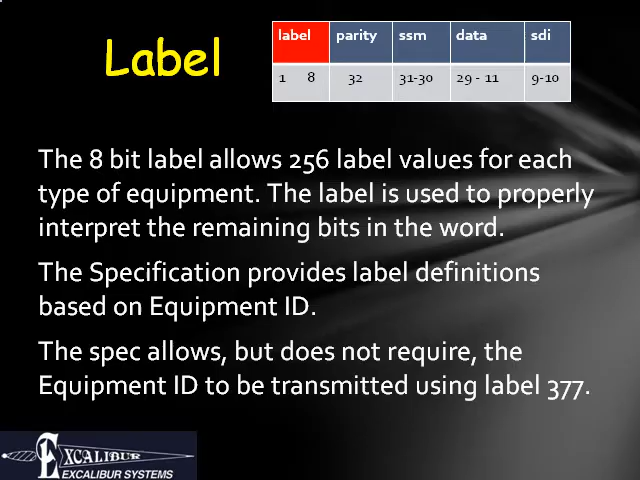 Label
label parity ssm data sdi
1 8 32 31-30 29 - 11 9-10
The 8 bit label allows 256 label values for each
type of equipment. The label is used to properly
interpret the remaining bits in the word.
The Specification provides label definitions
based on Equipment ID.
The spec allows, but does not require, the
Equipment ID to be transmitted using label 377.
EXCALIBUR
EXCALIBUR SYSTEMS